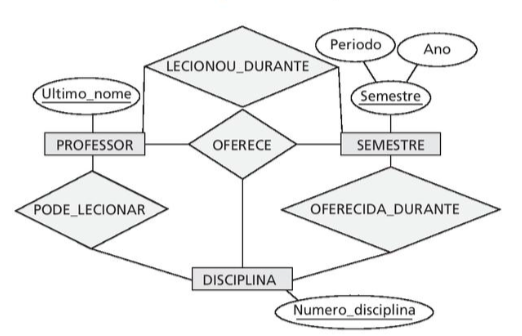 Periodo
Ano
LECIONOU_DURANTE
Ultimo_nome
Semestre
PROFESSOR
OFERECE
SEMESTRE
PODE_LECIONAR
OFERECIDA_DURANTE
DISCIPLINA
Numero_disciplina